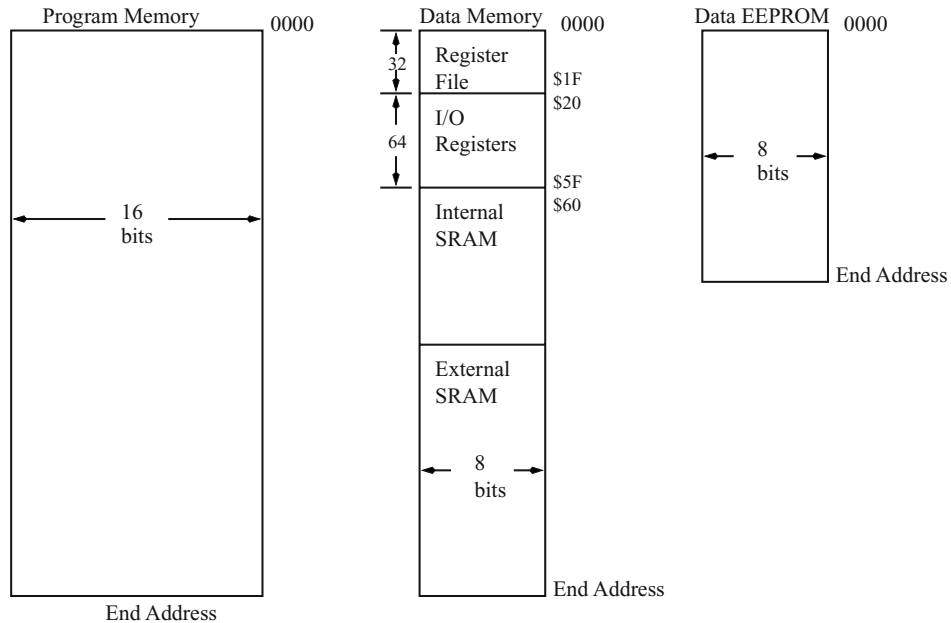 Program Memory
0000
16
bits
End Address
Data Memory
0000
32
Register
File
$1F
$20
64
I/O
Registers
$5F
$60
Internal
SRAM
External
SRAM
8
bits
End Address
Data EEPROM
0000
8
bits
End Address